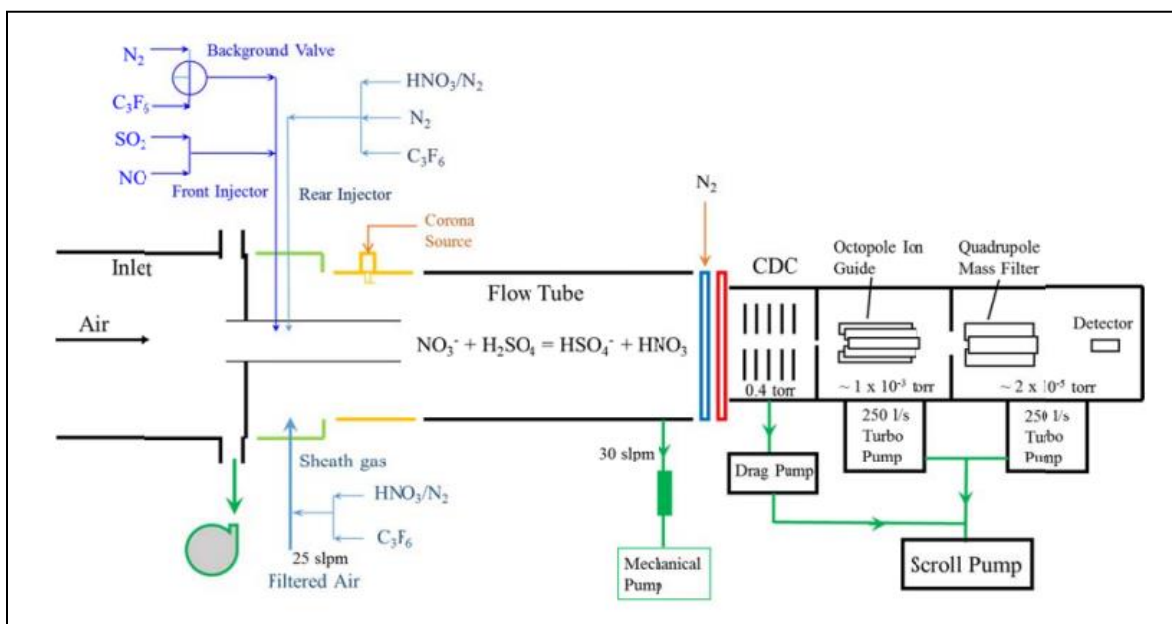 N₂
Background Valve
C₃F₆
SO₂
NO
Front Injector
Rear Injector
HNO₃/N₂
N₂
C₃F₆
Corona
Source
N₂
Inlet
Air
Flow Tube
NO₃⁻ + H₂SO₄ = HSO₄⁻ + HNO₃
CDC
Octopole Ion
Guide
Quadrupole
Mass Filter
Detector
0.4 torr
~ 1 x 10⁻³ torr
~ 2 x 10⁻⁵ torr
Sheath gas
HNO₃/N₂
C₃F₆
25 slpm
Filtered Air
30 slpm
Mechanical
Pump
Drag Pump
250 l/s
Turbo
Pump
250 l/s
Turbo
Pump
Scroll Pump